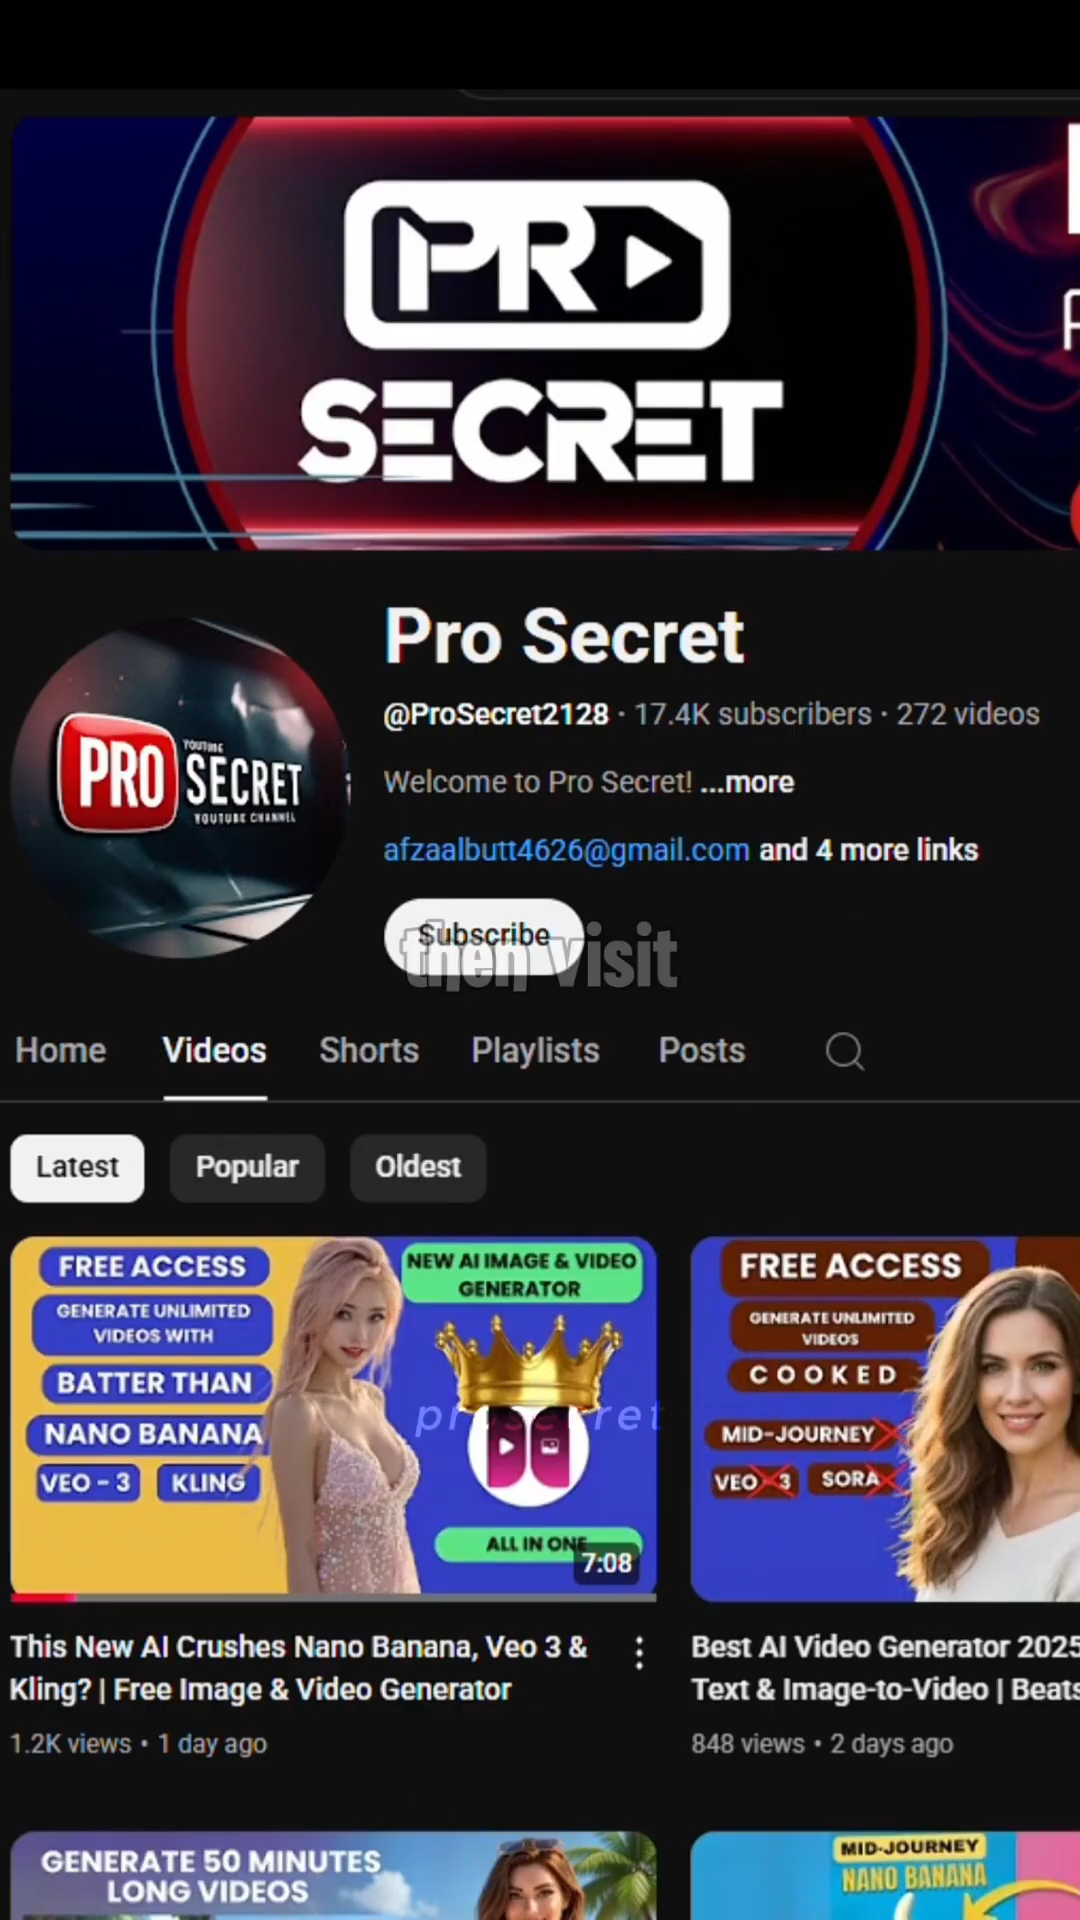 PRO
SECRET
Pro Secret
@ProSecret2128 · 17.4K subscribers · 272 videos
Welcome to Pro Secret! ...more
afzaalbutt4626@gmail.com and 4 more links
PRO
YOUTUBE
SECRET
YOUTUBE CHANNEL
Subscribe
then visit
Home Videos Shorts Playlists Posts
Latest Popular Oldest
FREE ACCESS
GENERATE UNLIMITED
VIDEOS WITH
BATTER THAN
NANO BANANA
VEO - 3 KLING
NEW AI IMAGE & VIDEO
GENERATOR
prosecret
ALL IN ONE
7:08
FREE ACCESS
GENERATE UNLIMITED
VIDEOS
COOKED
MID-JOURNEY
VEO - 3 SORA
This New AI Crushes Nano Banana, Veo 3 &
Kling? | Free Image & Video Generator
1.2K views • 1 day ago
Best AI Video Generator 2025
Text & Image-to-Video | Beats
848 views • 2 days ago
GENERATE 50 MINUTES
LONG VIDEOS
MID-JOURNEY
NANO BANANA